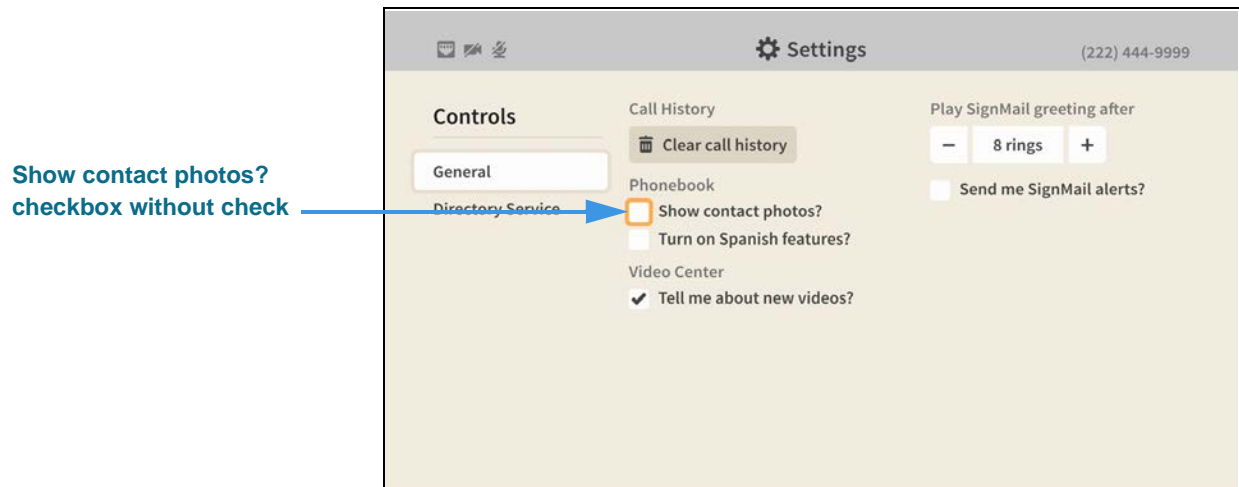 Settings
(222) 444-9999
Show contact photos?
checkbox without check
Controls
General
Directory Service
Call History
Clear call history
Phonebook
Show contact photos?
Turn on Spanish features?
Video Center
Tell me about new videos?
Play SignMail greeting after
− 8 rings +
Send me SignMail alerts?